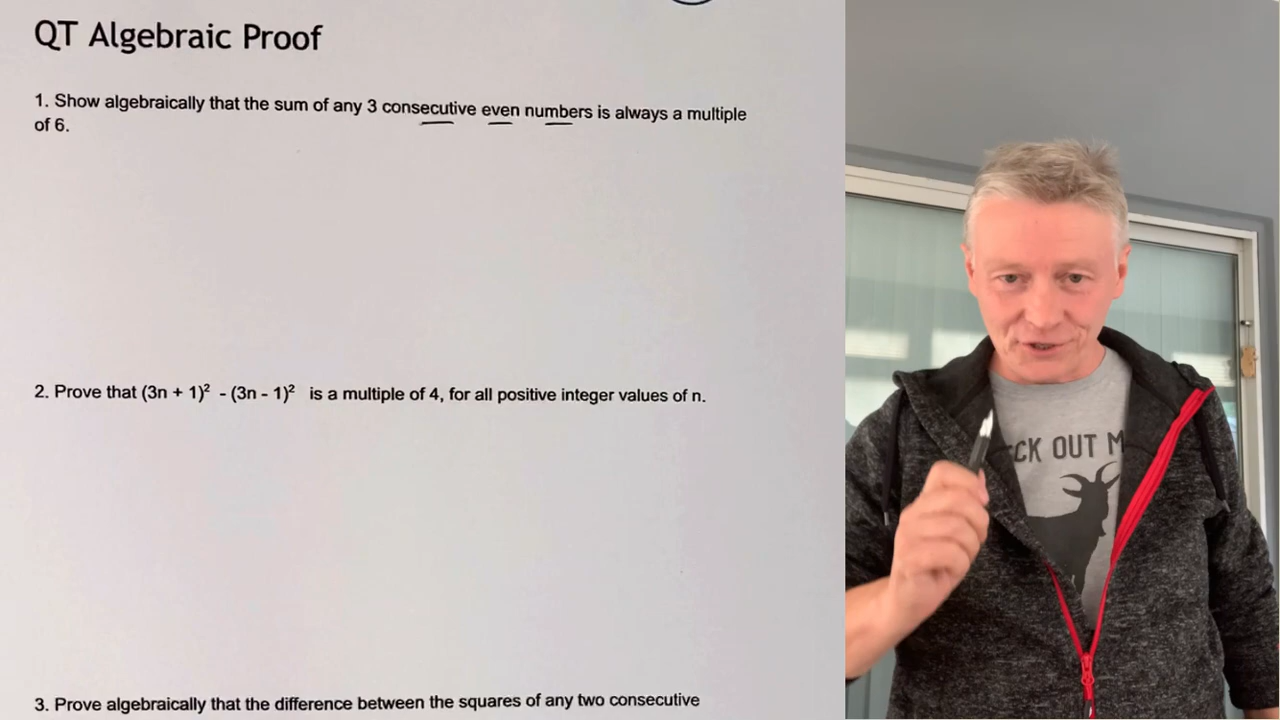 QT Algebraic Proof
1. Show algebraically that the sum of any 3 consecutive even numbers is always a multiple
of 6.
2. Prove that (3n + 1)² - (3n - 1)² is a multiple of 4, for all positive integer values of n.
3. Prove algebraically that the difference between the squares of any two consecutive
CK OUT M